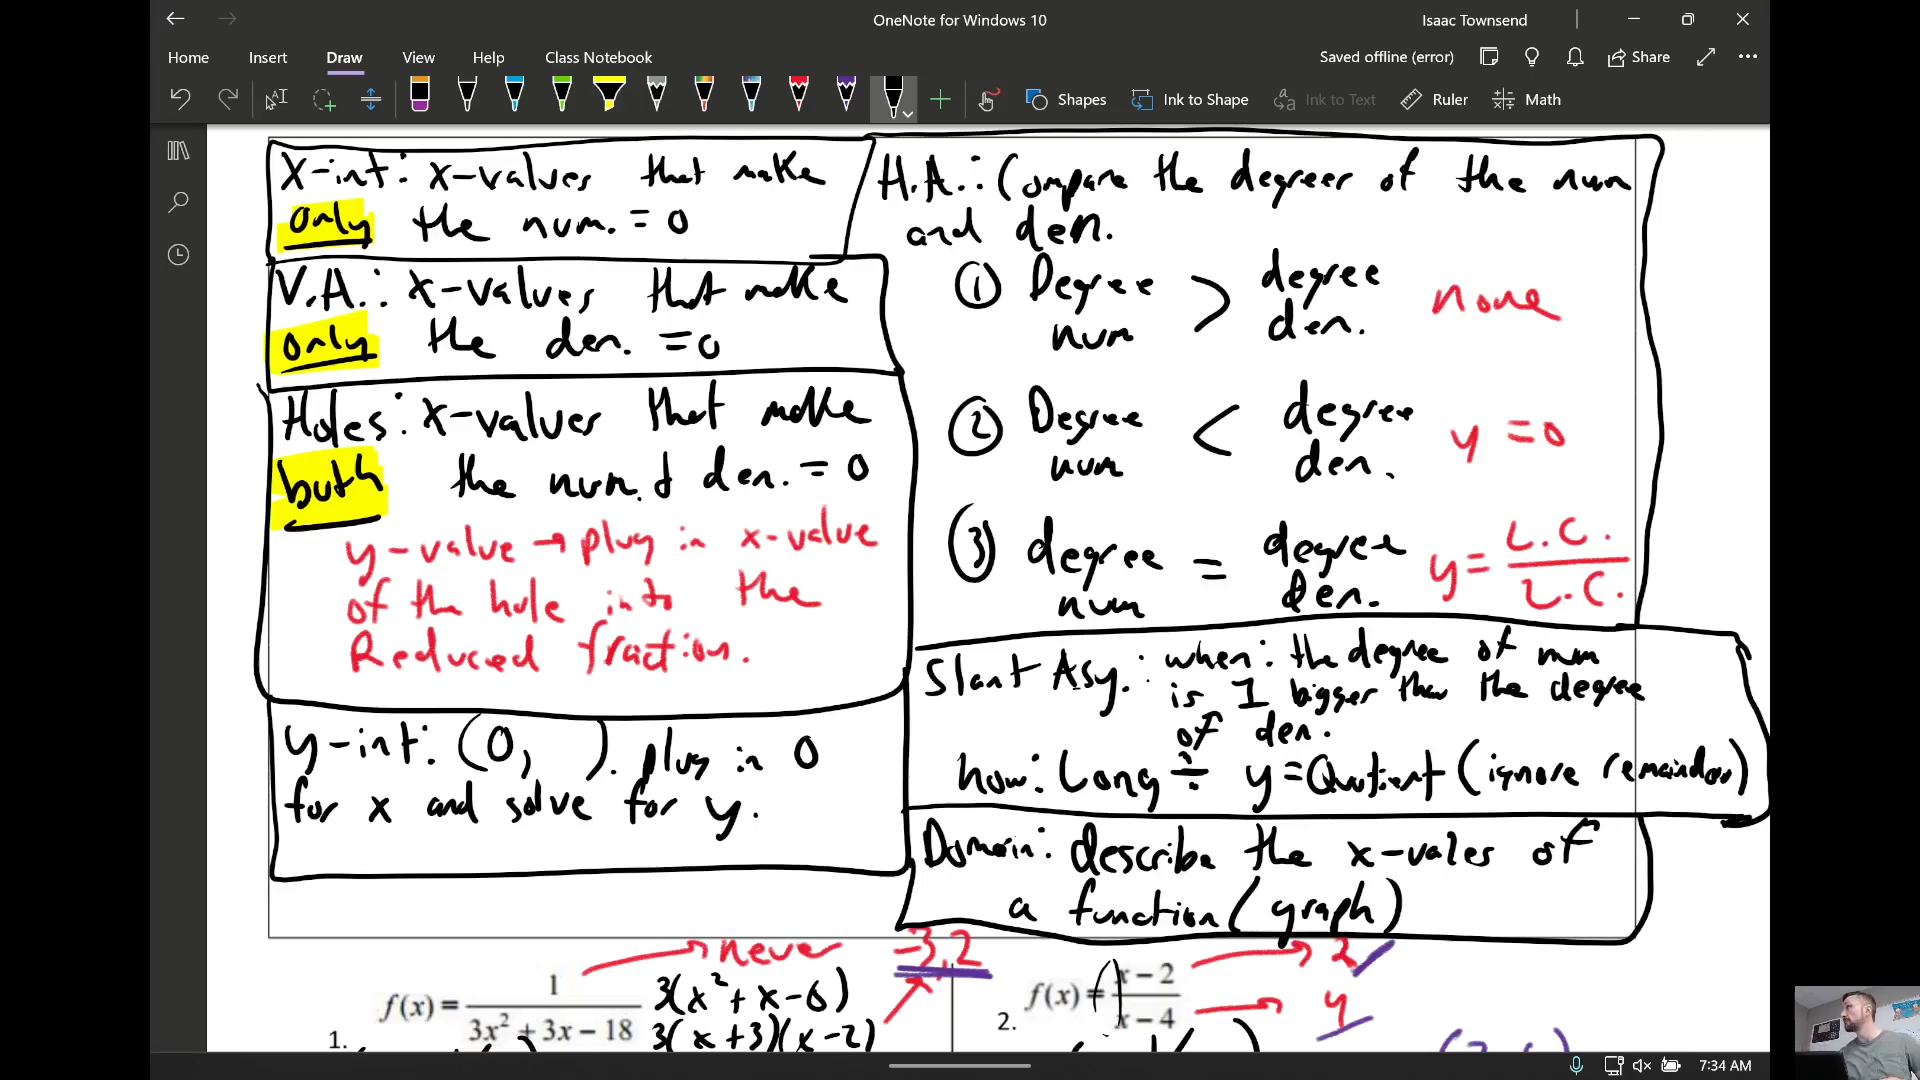 OneNote for Windows 10
Isaac Townsend
Home Insert Draw View Help Class Notebook
Saved offline (error) Share
Shapes Ink to Shape Ink to Text Ruler Math
X-int: x-values that make
only the num. = 0
V.A.: x-values that make
only the den. = 0
Holes: x-values that make
both the num. & den. = 0
y-value → plug in x-value
of the hole into the
Reduced fraction.
y-int: (0, ). plug in 0
for x and solve for y.
H.A.: Compare the degrees of the num
and den.
① Degree num > degree den. none
② Degree num < degree den. y = 0
③ degree num = degree den. y = L.C. / L.C.
Slant Asy.: when: the degree of num
is 1 bigger than the degree
of den.
how: Long ÷ y = Quotient (ignore remainder)
Domain: describe the x-vales of
a function (graph)
1. f(x) = 1 / 3x² + 3x − 18
never
-3, 2
3(x² + x - 6)
3(x+3)(x-2)
2. f(x) = x − 2 / x − 4
2
4
7:34 AM